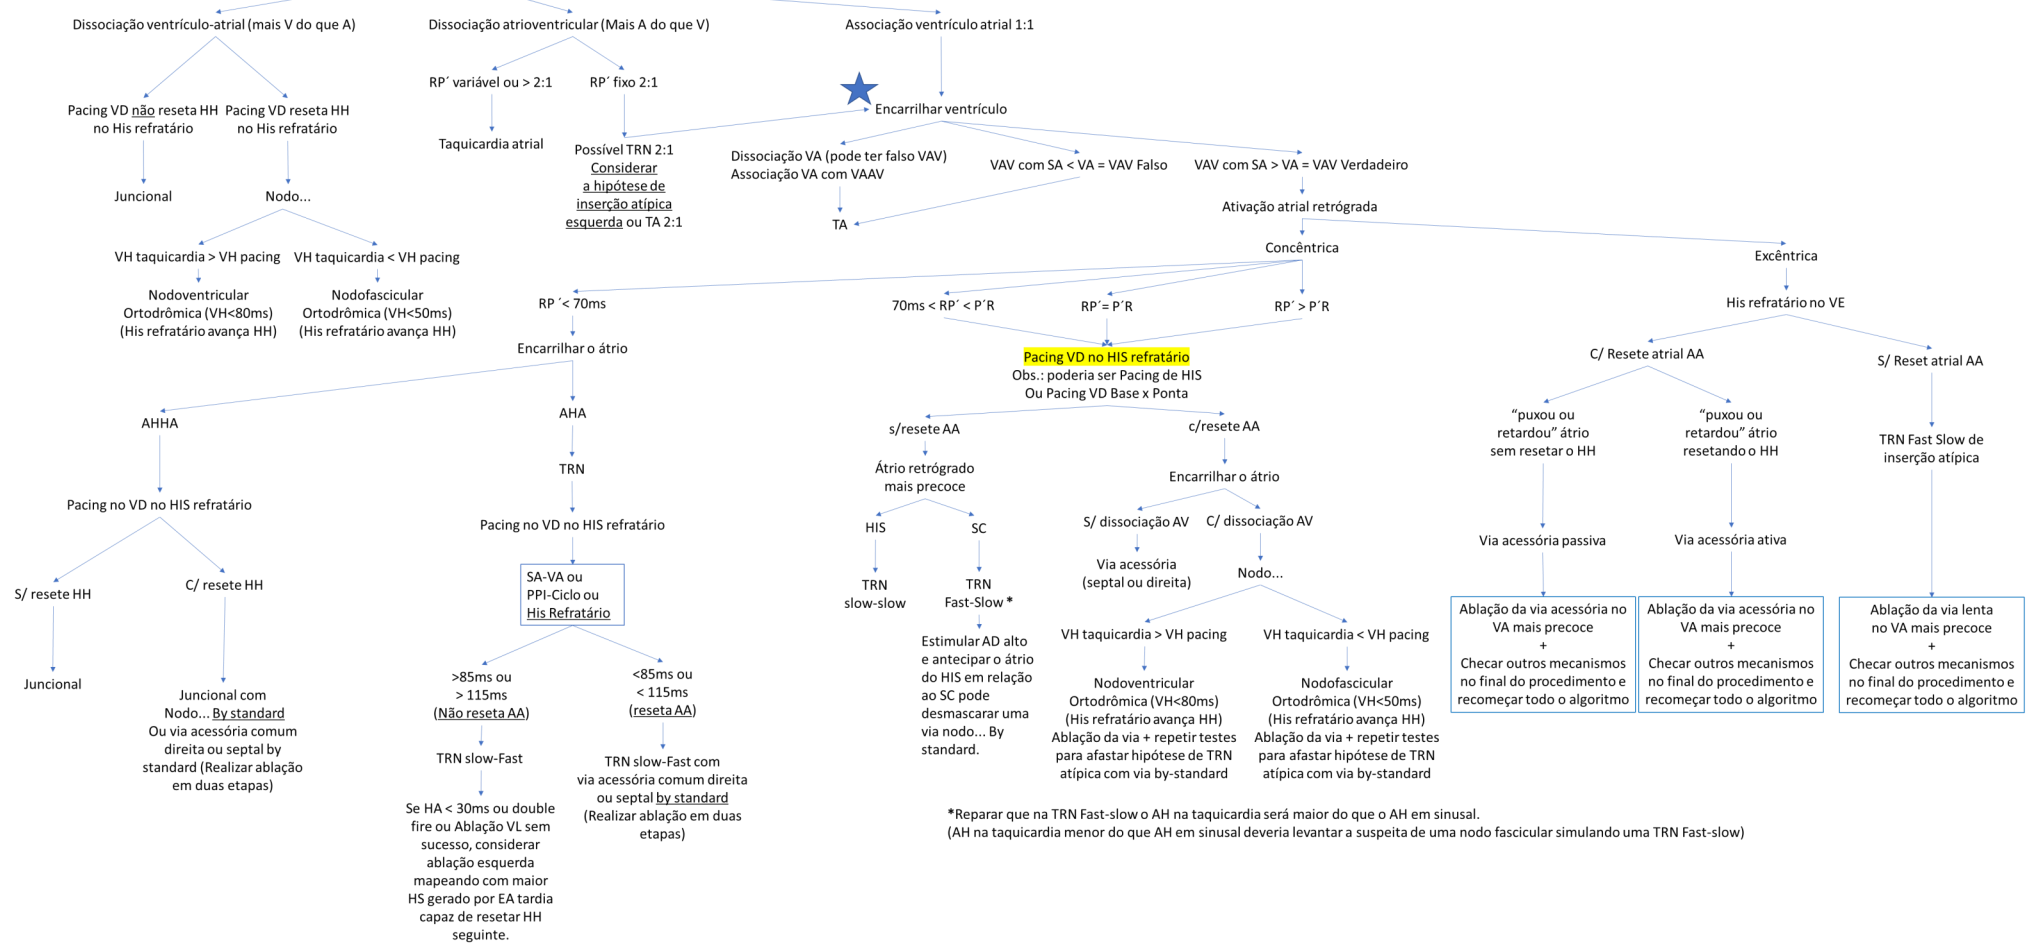 Dissociação ventrículo-atrial (mais V do que A)
Dissociação atrioventricular (Mais A do que V)
Associação ventrículo atrial 1:1
RP´ variável ou > 2:1
RP´ fixo 2:1
Pacing VD não reseta HH
no His refratário
Pacing VD reseta HH
no His refratário
Encarrilhar ventrículo
Taquicardia atrial
Possível TRN 2:1
Considerar
a hipótese de
inserção atípica
esquerda ou TA 2:1
Dissociação VA (pode ter falso VAV)
Associação VA com VAAV
VAV com SA < VA = VAV Falso
VAV com SA > VA = VAV Verdadeiro
Juncional
Nodo...
TA
Ativação atrial retrógrada
VH taquicardia > VH pacing
VH taquicardia < VH pacing
Concêntrica
Excêntrica
Nodoventricular
Ortodrômica (VH<80ms)
(His refratário avança HH)
Nodofascicular
Ortodrômica (VH<50ms)
(His refratário avança HH)
RP ´< 70ms
70ms < RP´ < P´R
RP´= P´R
RP´ > P´R
His refratário no VE
Encarrilhar o átrio
Pacing VD no HIS refratário
Obs.: poderia ser Pacing de HIS
Ou Pacing VD Base x Ponta
C/ Resete atrial AA
S/ Reset atrial AA
AHHA
AHA
s/resete AA
c/resete AA
“puxou ou
retardou” átrio
sem resetar o HH
“puxou ou
retardou” átrio
resetando o HH
TRN Fast Slow de
inserção atípica
TRN
Átrio retrógrado
mais precoce
Encarrilhar o átrio
Pacing no VD no HIS refratário
Pacing no VD no HIS refratário
HIS
SC
S/ dissociação AV
C/ dissociação AV
Via acessória passiva
Via acessória ativa
S/ resete HH
C/ resete HH
SA-VA ou
PPI-Ciclo ou
His Refratário
TRN
slow-slow
TRN
Fast-Slow *
Via acessória
(septal ou direita)
Nodo...
Ablação da via acessória no
VA mais precoce
+
Checar outros mecanismos
no final do procedimento e
recomeçar todo o algoritmo
Ablação da via acessória no
VA mais precoce
+
Checar outros mecanismos
no final do procedimento e
recomeçar todo o algoritmo
Ablação da via lenta
no VA mais precoce
+
Checar outros mecanismos
no final do procedimento e
recomeçar todo o algoritmo
Estimular AD alto
e antecipar o átrio
do HIS em relação
ao SC pode
desmascarar uma
via nodo... By
standard.
VH taquicardia > VH pacing
VH taquicardia < VH pacing
Juncional
Juncional com
Nodo... By standard
Ou via acessória comum
direita ou septal by
standard (Realizar ablação
em duas etapas)
>85ms ou
> 115ms
(Não reseta AA)
<85ms ou
< 115ms
(reseta AA)
Nodoventricular
Ortodrômica (VH<80ms)
(His refratário avança HH)
Ablação da via + repetir testes
para afastar hipótese de TRN
atípica com via by-standard
Nodofascicular
Ortodrômica (VH<50ms)
(His refratário avança HH)
Ablação da via + repetir testes
para afastar hipótese de TRN
atípica com via by-standard
TRN slow-Fast
TRN slow-Fast com
via acessória comum direita
ou septal by standard
(Realizar ablação em duas
etapas)
Se HA < 30ms ou double
fire ou Ablação VL sem
sucesso, considerar
ablação esquerda
mapeando com maior
HS gerado por EA tardia
capaz de resetar HH
seguinte.
*Reparar que na TRN Fast-slow o AH na taquicardia será maior do que o AH em sinusal.
(AH na taquicardia menor do que AH em sinusal deveria levantar a suspeita de uma nodo fascicular simulando uma TRN Fast-slow)